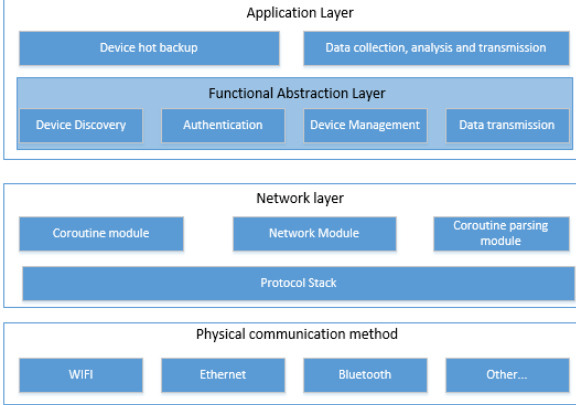 Application Layer
Device hot backup
Data collection, analysis and transmission
Functional Abstraction Layer
Device Discovery
Authentication
Device Management
Data transmission
Network layer
Coroutine module
Network Module
Coroutine parsing
module
Protocol Stack
Physical communication method
WIFI
Ethernet
Bluetooth
Other...